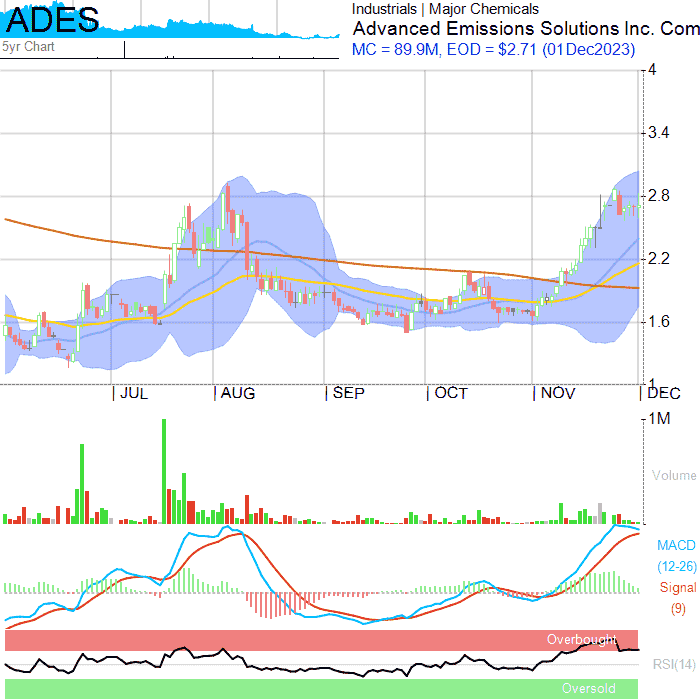 ADES
5yr Chart
Industrials | Major Chemicals
Advanced Emissions Solutions Inc. Com
MC = 89.9M, EOD = $2.71 (01Dec2023)
4
3.4
2.8
2.2
1.6
1
JUL AUG SEP OCT NOV DEC
1M
Volume
MACD
(12-26)
Signal
(9)
Overbought
RSI(14)
Oversold